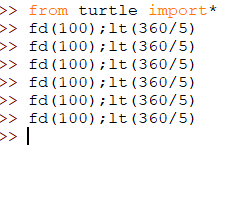 >> from turtle import*
>> fd(100);lt(360/5)
>> fd(100);lt(360/5)
>> fd(100);lt(360/5)
>> fd(100);lt(360/5)
>> fd(100);lt(360/5)
>> fd(100);lt(360/5)
>>